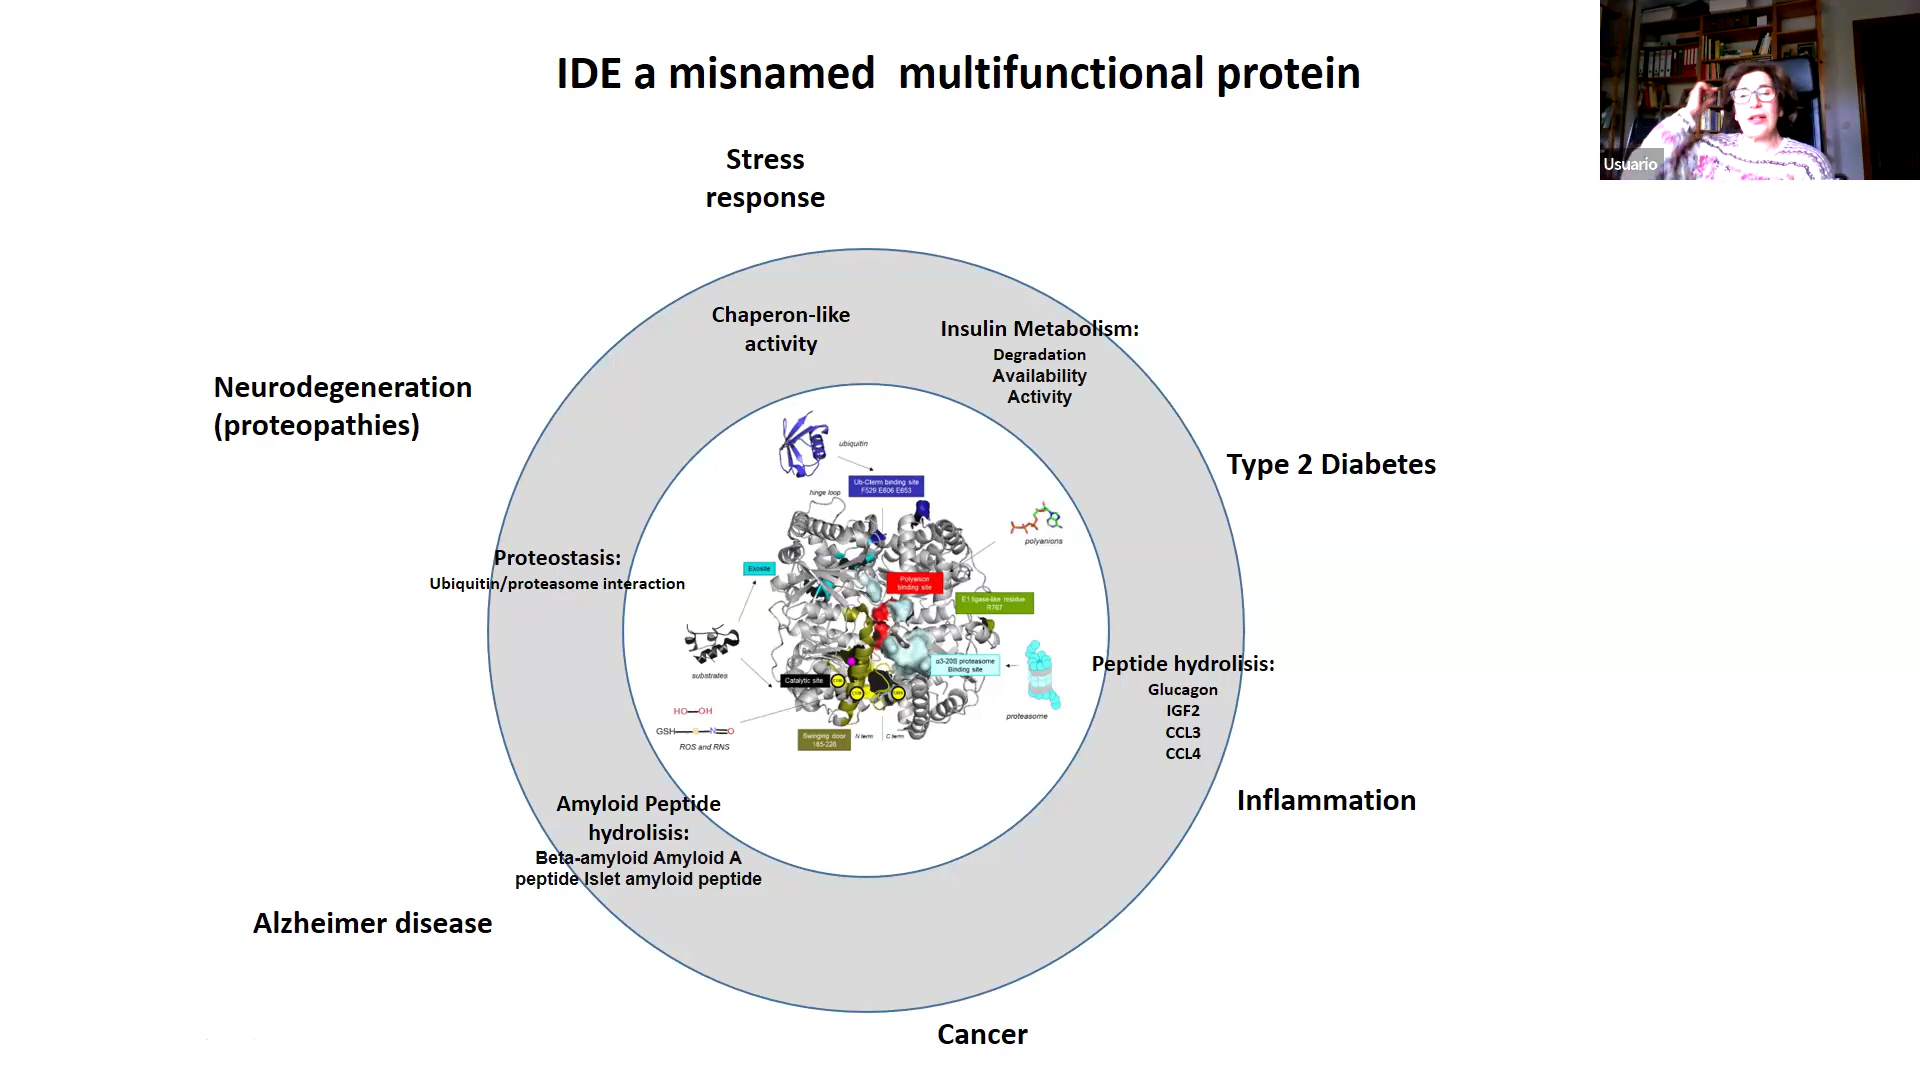 IDE a misnamed multifunctional protein
Usuario
Stress
response
Chaperon-like
activity
Insulin Metabolism:
Degradation
Availability
Activity
Neurodegeneration
(proteopathies)
Type 2 Diabetes
ubiquitin
Ub-Cterm binding site
F529 E606 E653
hinge loop
polyanions
Proteostasis:
Ubiquitin/proteasome interaction
Exosite
Polyanion
binding site
E1 ligase-like residue
R767
substrates
α3-20S proteasome
Binding site
Catalytic site
proteasome
Peptide hydrolisis:
Glucagon
IGF2
CCL3
CCL4
HO—OH
GSH—S—N=O
ROS and RNS
Swinging door
185-226
N term
C term
Amyloid Peptide
hydrolisis:
Beta-amyloid Amyloid A
peptide Islet amyloid peptide
Inflammation
Alzheimer disease
Cancer